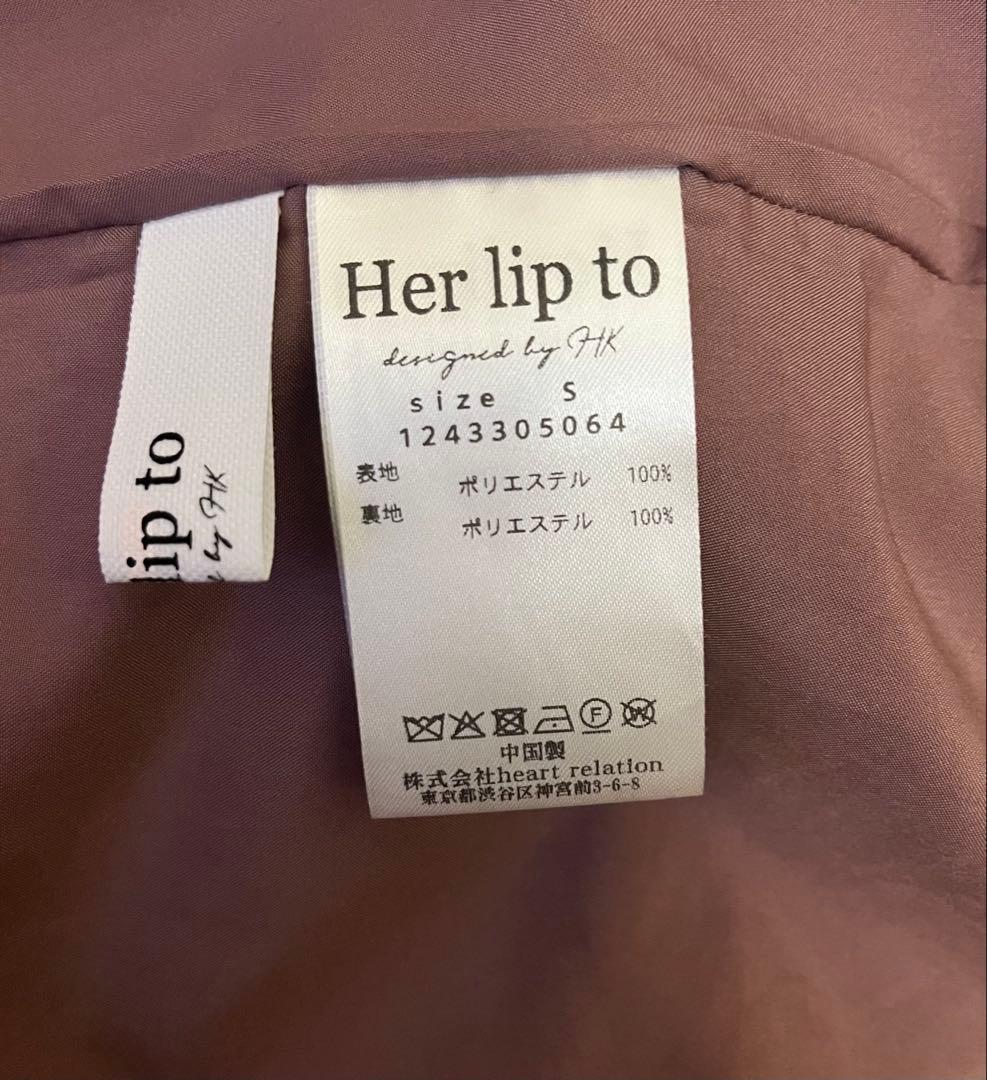 Her lip to
designed by HK
size S
1243305064
表地 ポリエステル 100%
裏地 ポリエステル 100%
F
W
中国製
株式会社heart relation
東京都渋谷区神宮前3-6-8
lip to
by HK